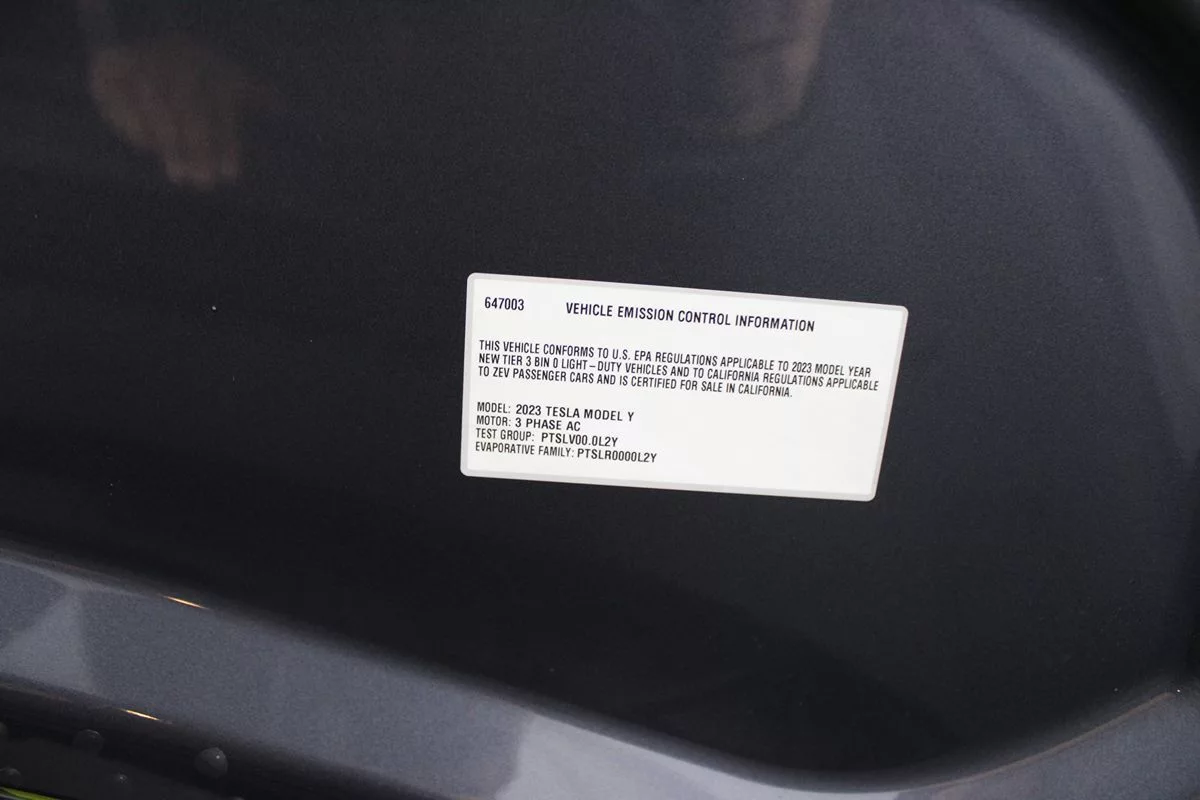 647003 VEHICLE EMISSION CONTROL INFORMATION
THIS VEHICLE CONFORMS TO U.S. EPA REGULATIONS APPLICABLE TO 2023 MODEL YEAR
NEW TIER 3 BIN 0 LIGHT-DUTY VEHICLES AND TO CALIFORNIA REGULATIONS APPLICABLE
TO ZEV PASSENGER CARS AND IS CERTIFIED FOR SALE IN CALIFORNIA.
MODEL: 2023 TESLA MODEL Y
MOTOR: 3 PHASE AC
TEST GROUP: PTSLV00.0L2Y
EVAPORATIVE FAMILY: PTSLR0000L2Y